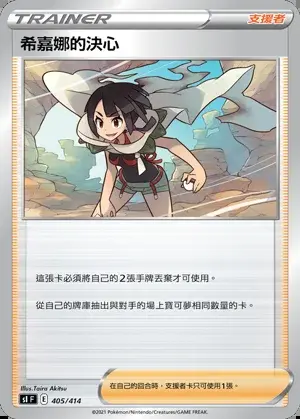 TRAINER
支援者
希嘉娜的決心
這張卡必須將自己的2張手牌丟棄才可使用。
從自己的牌庫抽出與對手的場上寶可夢相同數量的卡。
Illus.Taira Akitsu
在自己的回合時,支援者卡只可使用1張。
sI F E 405/414
©2021 Pokémon/Nintendo/Creatures/GAME FREAK.